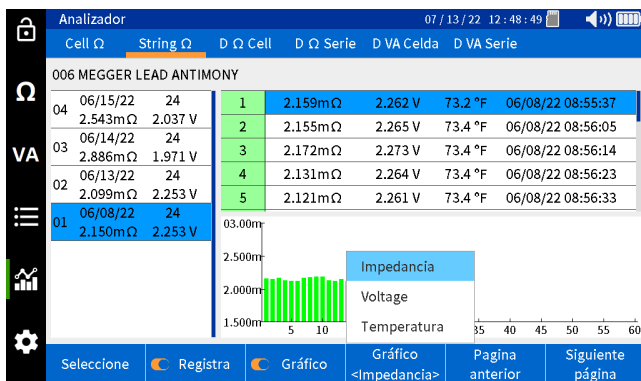 Analizador 07/13/22 12:48:49
Cell Ω String Ω D Ω Cell D Ω Serie D VA Celda D VA Serie
006 MEGGER LEAD ANTIMONY
Ω
VA
04 06/15/22 24
2.543mΩ 2.037 V
03 06/14/22 24
2.886mΩ 1.971 V
02 06/13/22 24
2.099mΩ 2.253 V
01 06/08/22 24
2.150mΩ 2.253 V
1 2.159mΩ 2.262 V 73.2 °F 06/08/22 08:55:37
2 2.155mΩ 2.265 V 73.4 °F 06/08/22 08:56:05
3 2.172mΩ 2.273 V 73.4 °F 06/08/22 08:56:14
4 2.131mΩ 2.264 V 73.4 °F 06/08/22 08:56:23
5 2.121mΩ 2.261 V 73.4 °F 06/08/22 08:56:33
03.00m
2.500m
2.000m
1.500m
5 10 35 40 45 50 55 60
Impedancia
Voltage
Temperatura
Seleccione Registra Gráfico Gráfico <Impedancia> Pagina anterior Siguiente página